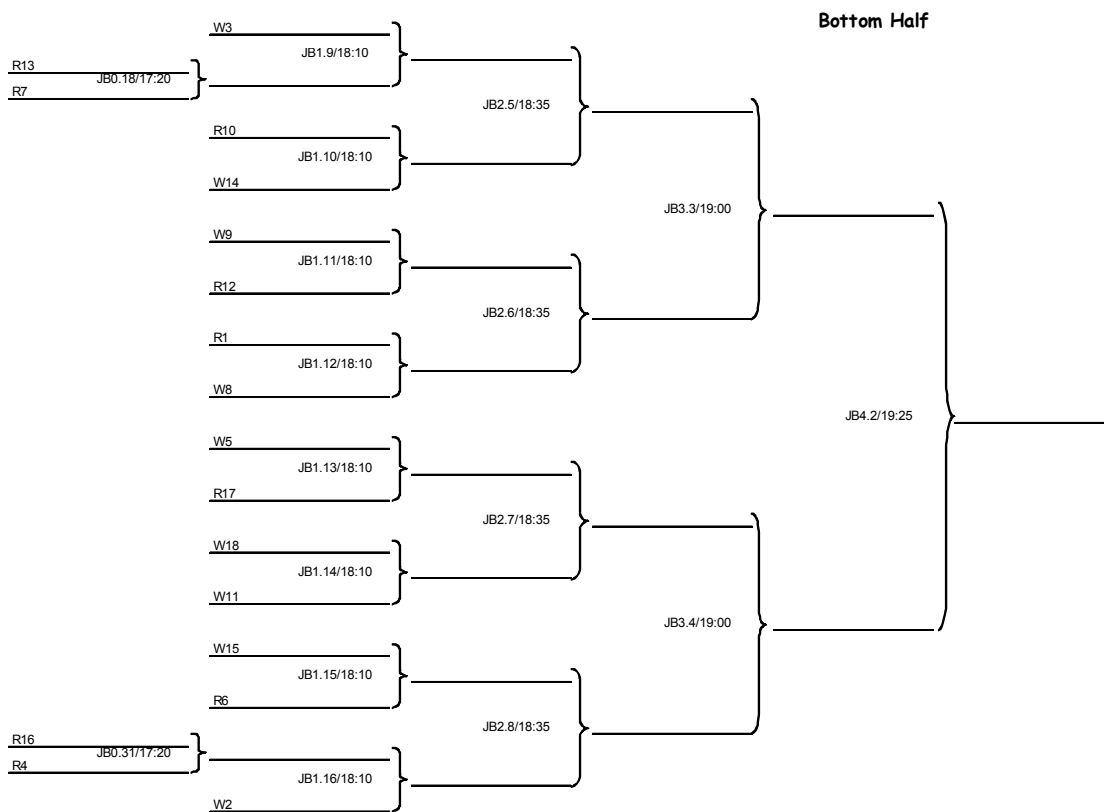 Bottom Half
W3
JB1.9/18:10
R13
JB0.18/17:20
R7
JB2.5/18:35
R10
JB1.10/18:10
W14
JB3.3/19:00
W9
JB1.11/18:10
R12
JB2.6/18:35
R1
JB1.12/18:10
W8
JB4.2/19:25
W5
JB1.13/18:10
R17
JB2.7/18:35
W18
JB1.14/18:10
W11
JB3.4/19:00
W15
JB1.15/18:10
R6
JB2.8/18:35
R16
JB0.31/17:20
R4
JB1.16/18:10
W2